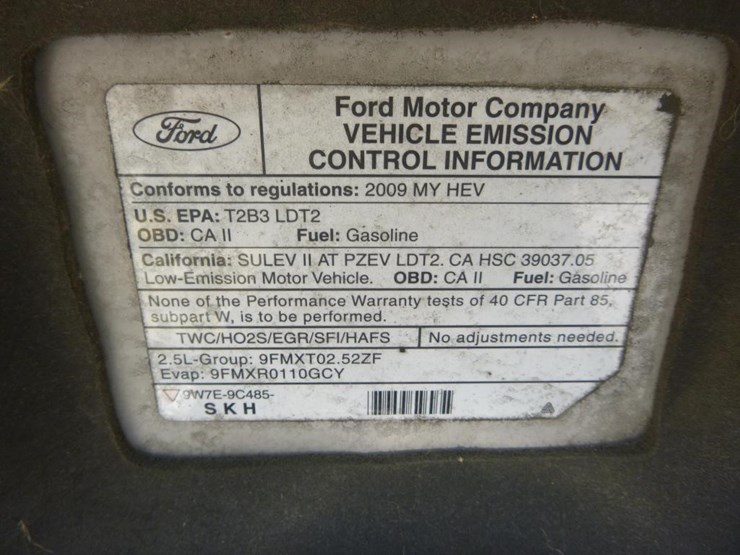 Ford
Ford Motor Company
VEHICLE EMISSION
CONTROL INFORMATION
Conforms to regulations: 2009 MY HEV
U.S. EPA: T2B3 LDT2
OBD: CA II Fuel: Gasoline
California: SULEV II AT PZEV LDT2. CA HSC 39037.05
Low-Emission Motor Vehicle. OBD: CA II Fuel: Gasoline
None of the Performance Warranty tests of 40 CFR Part 85,
subpart W, is to be performed.
TWC/HO2S/EGR/SFI/HAFS No adjustments needed.
2.5L-Group: 9FMXT02.52ZF
Evap: 9FMXR0110GCY
9W7E-9C485-
SKH